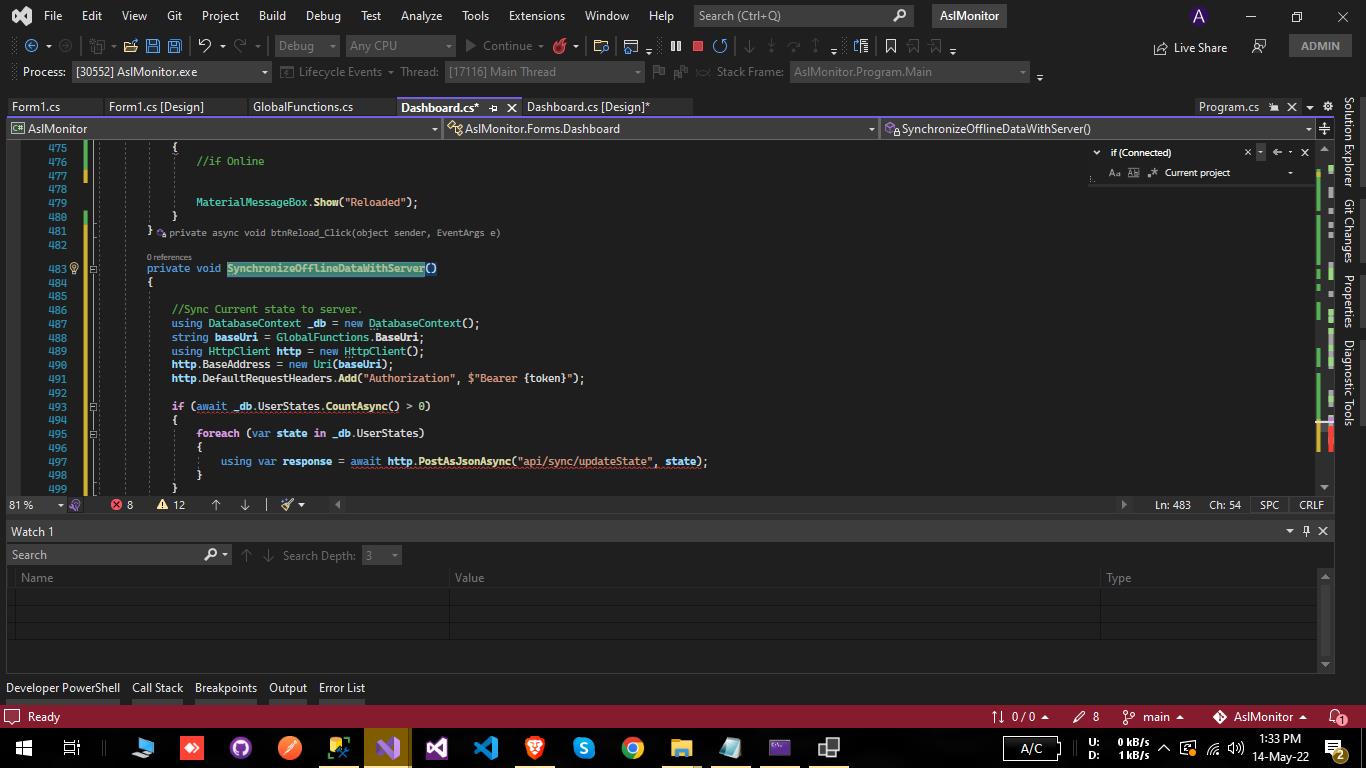 File Edit View Git Project Build Debug Test Analyze Tools Extensions Window Help Search (Ctrl+Q) AslMonitor A
Debug Any CPU Continue Live Share ADMIN
Process: [30552] AslMonitor.exe Lifecycle Events Thread: [17116] Main Thread Stack Frame: AslMonitor.Program.Main
Form1.cs Form1.cs [Design] GlobalFunctions.cs Dashboard.cs* Dashboard.cs [Design]* Program.cs
C# AslMonitor AslMonitor.Forms.Dashboard SynchronizeOfflineDataWithServer()
475 {
476 //if Online
477
478
479 MaterialMessageBox.Show("Reloaded");
480 }
481 } private async void btnReload_Click(object sender, EventArgs e)
482
0 references
483 private void SynchronizeOfflineDataWithServer()
484 {
485
486 //Sync Current state to server.
487 using DatabaseContext _db = new DatabaseContext();
488 string baseUri = GlobalFunctions.BaseUri;
489 using HttpClient http = new HttpClient();
490 http.BaseAddress = new Uri(baseUri);
491 http.DefaultRequestHeaders.Add("Authorization", $"Bearer {token}");
492
493 if (await _db.UserStates.CountAsync() > 0)
494 {
495 foreach (var state in _db.UserStates)
496 {
497 using var response = await http.PostAsJsonAsync("api/sync/updateState", state);
498 }
499 }
if (Connected)
Aa Ab Current project
Solution Explorer
Git Changes
Properties
Diagnostic Tools
81 % 8 12 Ln: 483 Ch: 54 SPC CRLF
Watch 1
Search Search Depth: 3
Name Value Type
Developer PowerShell Call Stack Breakpoints Output Error List
Ready 0 / 0 8 main AslMonitor 1
A/C U: 0 kB/s D: 1 kB/s 1:33 PM 14-May-22 2